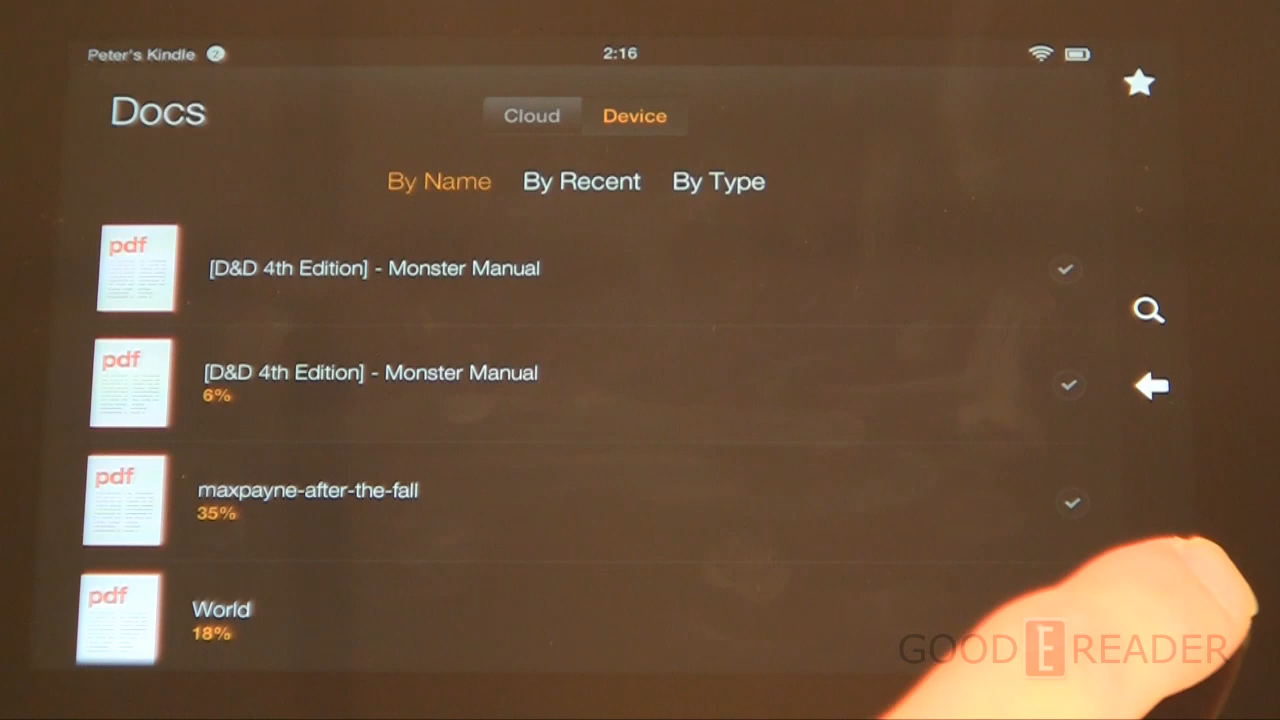 Peter's Kindle 2 2:16
Docs
Cloud Device
By Name By Recent By Type
pdf
[D&D 4th Edition] - Monster Manual
pdf
[D&D 4th Edition] - Monster Manual
6%
pdf
maxpayne-after-the-fall
35%
pdf
World
18%
GOOD E READER